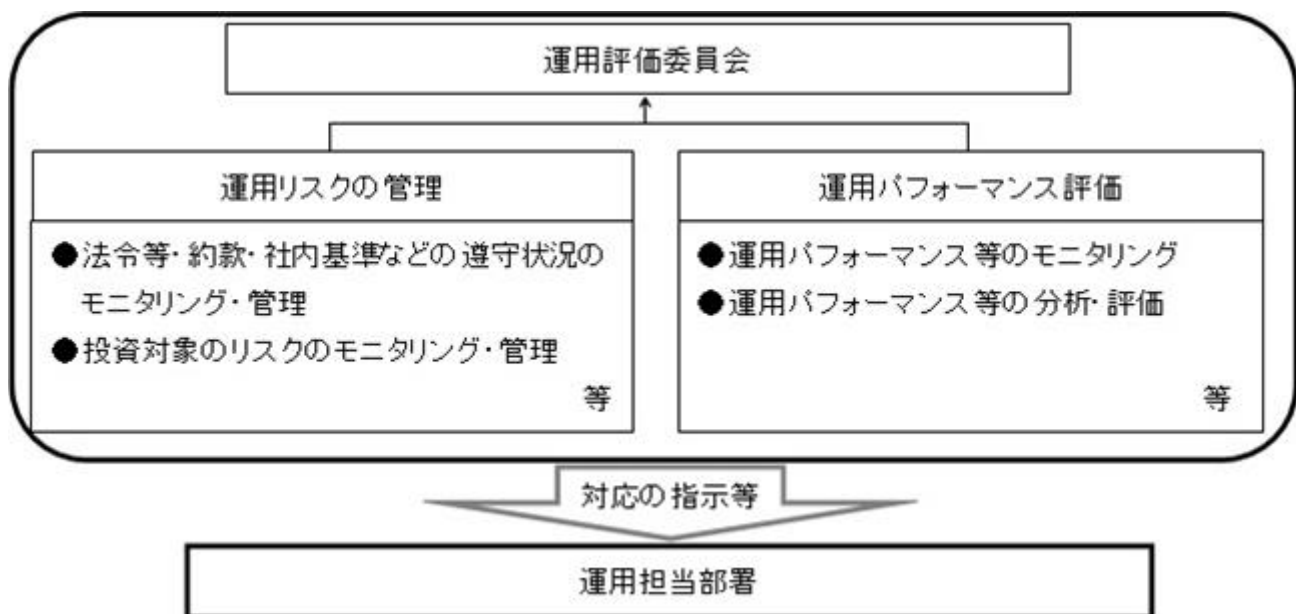 運用評価委員会
運用リスクの管理
●法令等・約款・社内基準などの遵守状況の
モニタリング・管理
●投資対象のリスクのモニタリング・管理
等
運用パフォーマンス評価
●運用パフォーマンス等のモニタリング
●運用パフォーマンス等の分析・評価
等
対応の指示等
運用担当部署